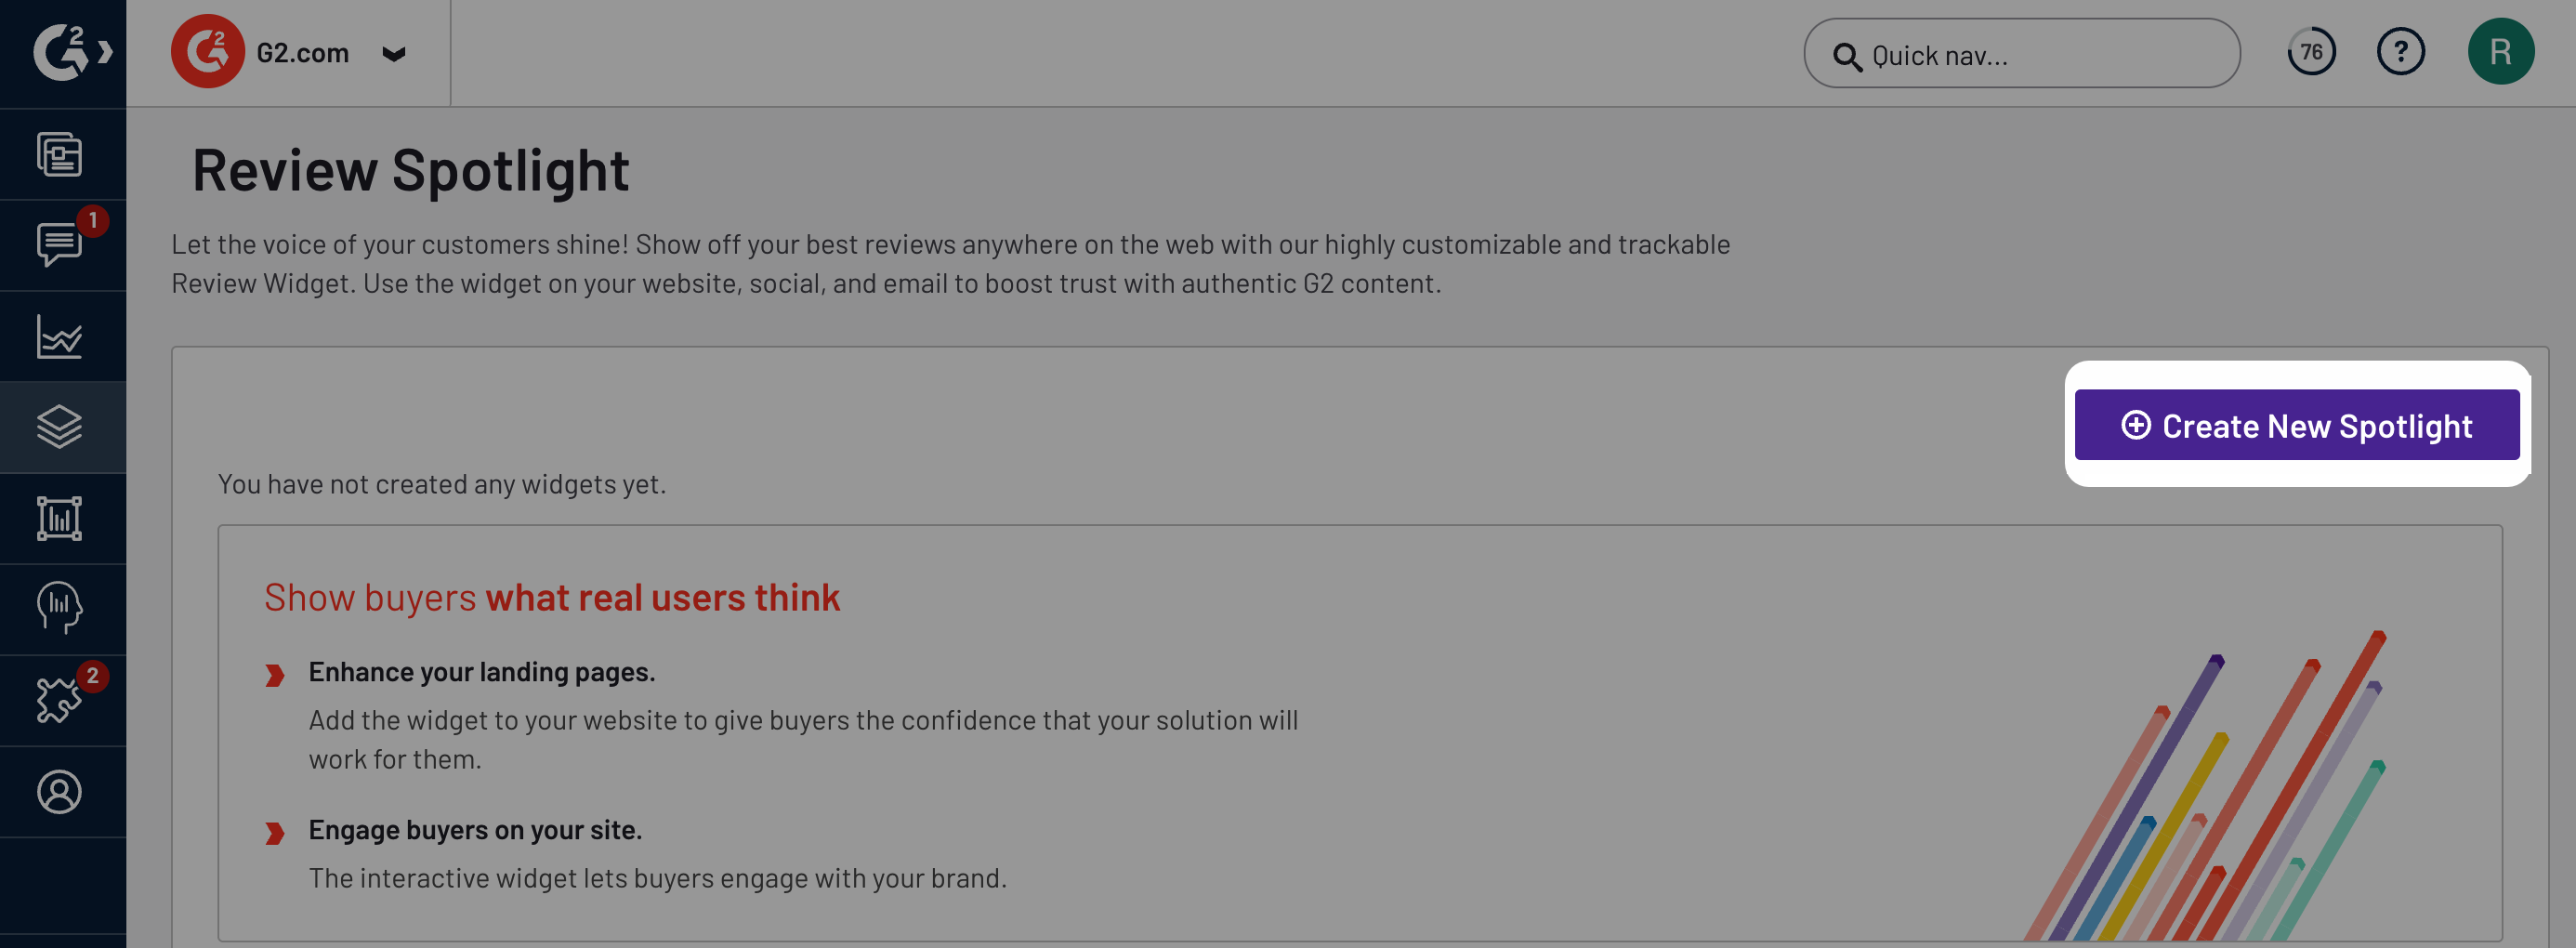 G2
G2 G2.com
Quick nav...
76
?
R
Review Spotlight
1
Let the voice of your customers shine! Show off your best reviews anywhere on the web with our highly customizable and trackable
Review Widget. Use the widget on your website, social, and email to boost trust with authentic G2 content.
Create New Spotlight
You have not created any widgets yet.
Show buyers what real users think
Enhance your landing pages.
2
Add the widget to your website to give buyers the confidence that your solution will
work for them.
Engage buyers on your site.
The interactive widget lets buyers engage with your brand.